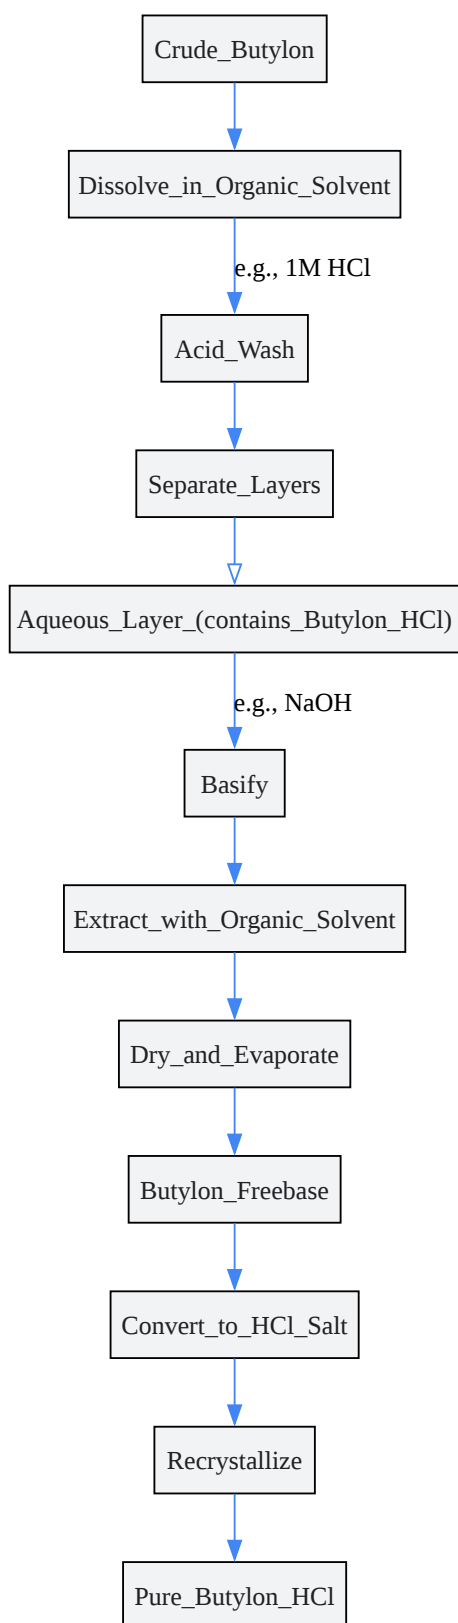 Crude_Butylon
Dissolve_in_Organic_Solvent
e.g., 1M HCl
Acid_Wash
Separate_Layers
Aqueous_Layer_(contains_Butylon_HCl)
e.g., NaOH
Basify
Extract_with_Organic_Solvent
Dry_and_Evaporate
Butylon_Freebase
Convert_to_HCl_Salt
Recrystallize
Pure_Butylon_HCl